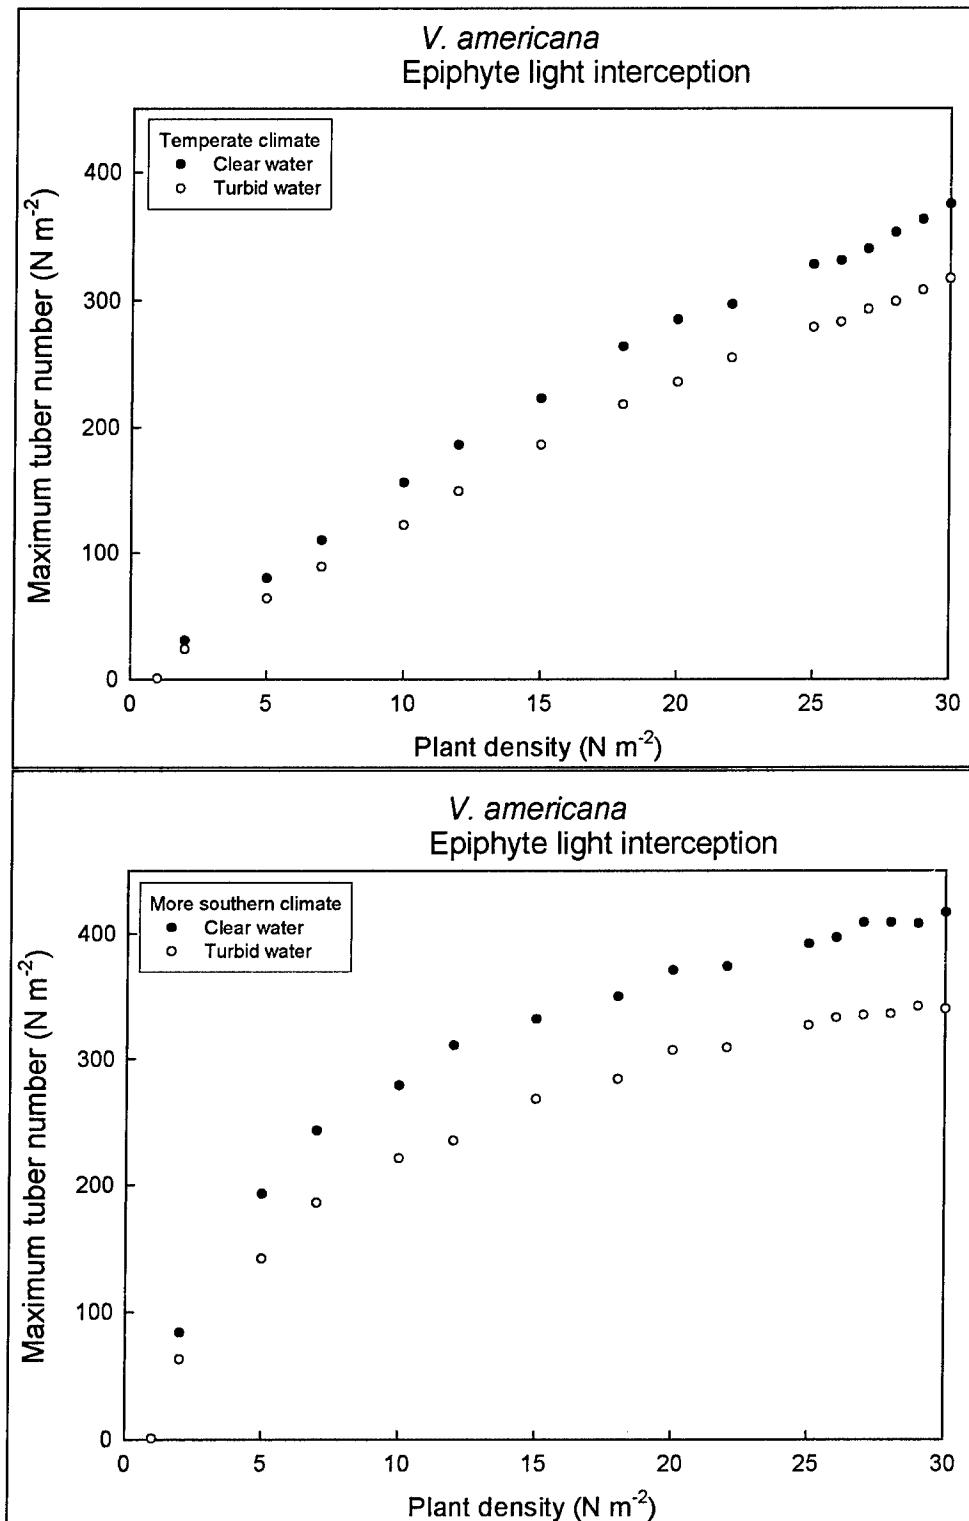 V. americana
Epiphyte light interception
Temperate climate
Clear water
Turbid water
Maximum tuber number (N m⁻²)
400
300
200
100
0
0 5 10 15 20 25 30
Plant density (N m⁻²)
V. americana
Epiphyte light interception
More southern climate
Clear water
Turbid water
Maximum tuber number (N m⁻²)
400
300
200
100
0
0 5 10 15 20 25 30
Plant density (N m⁻²)